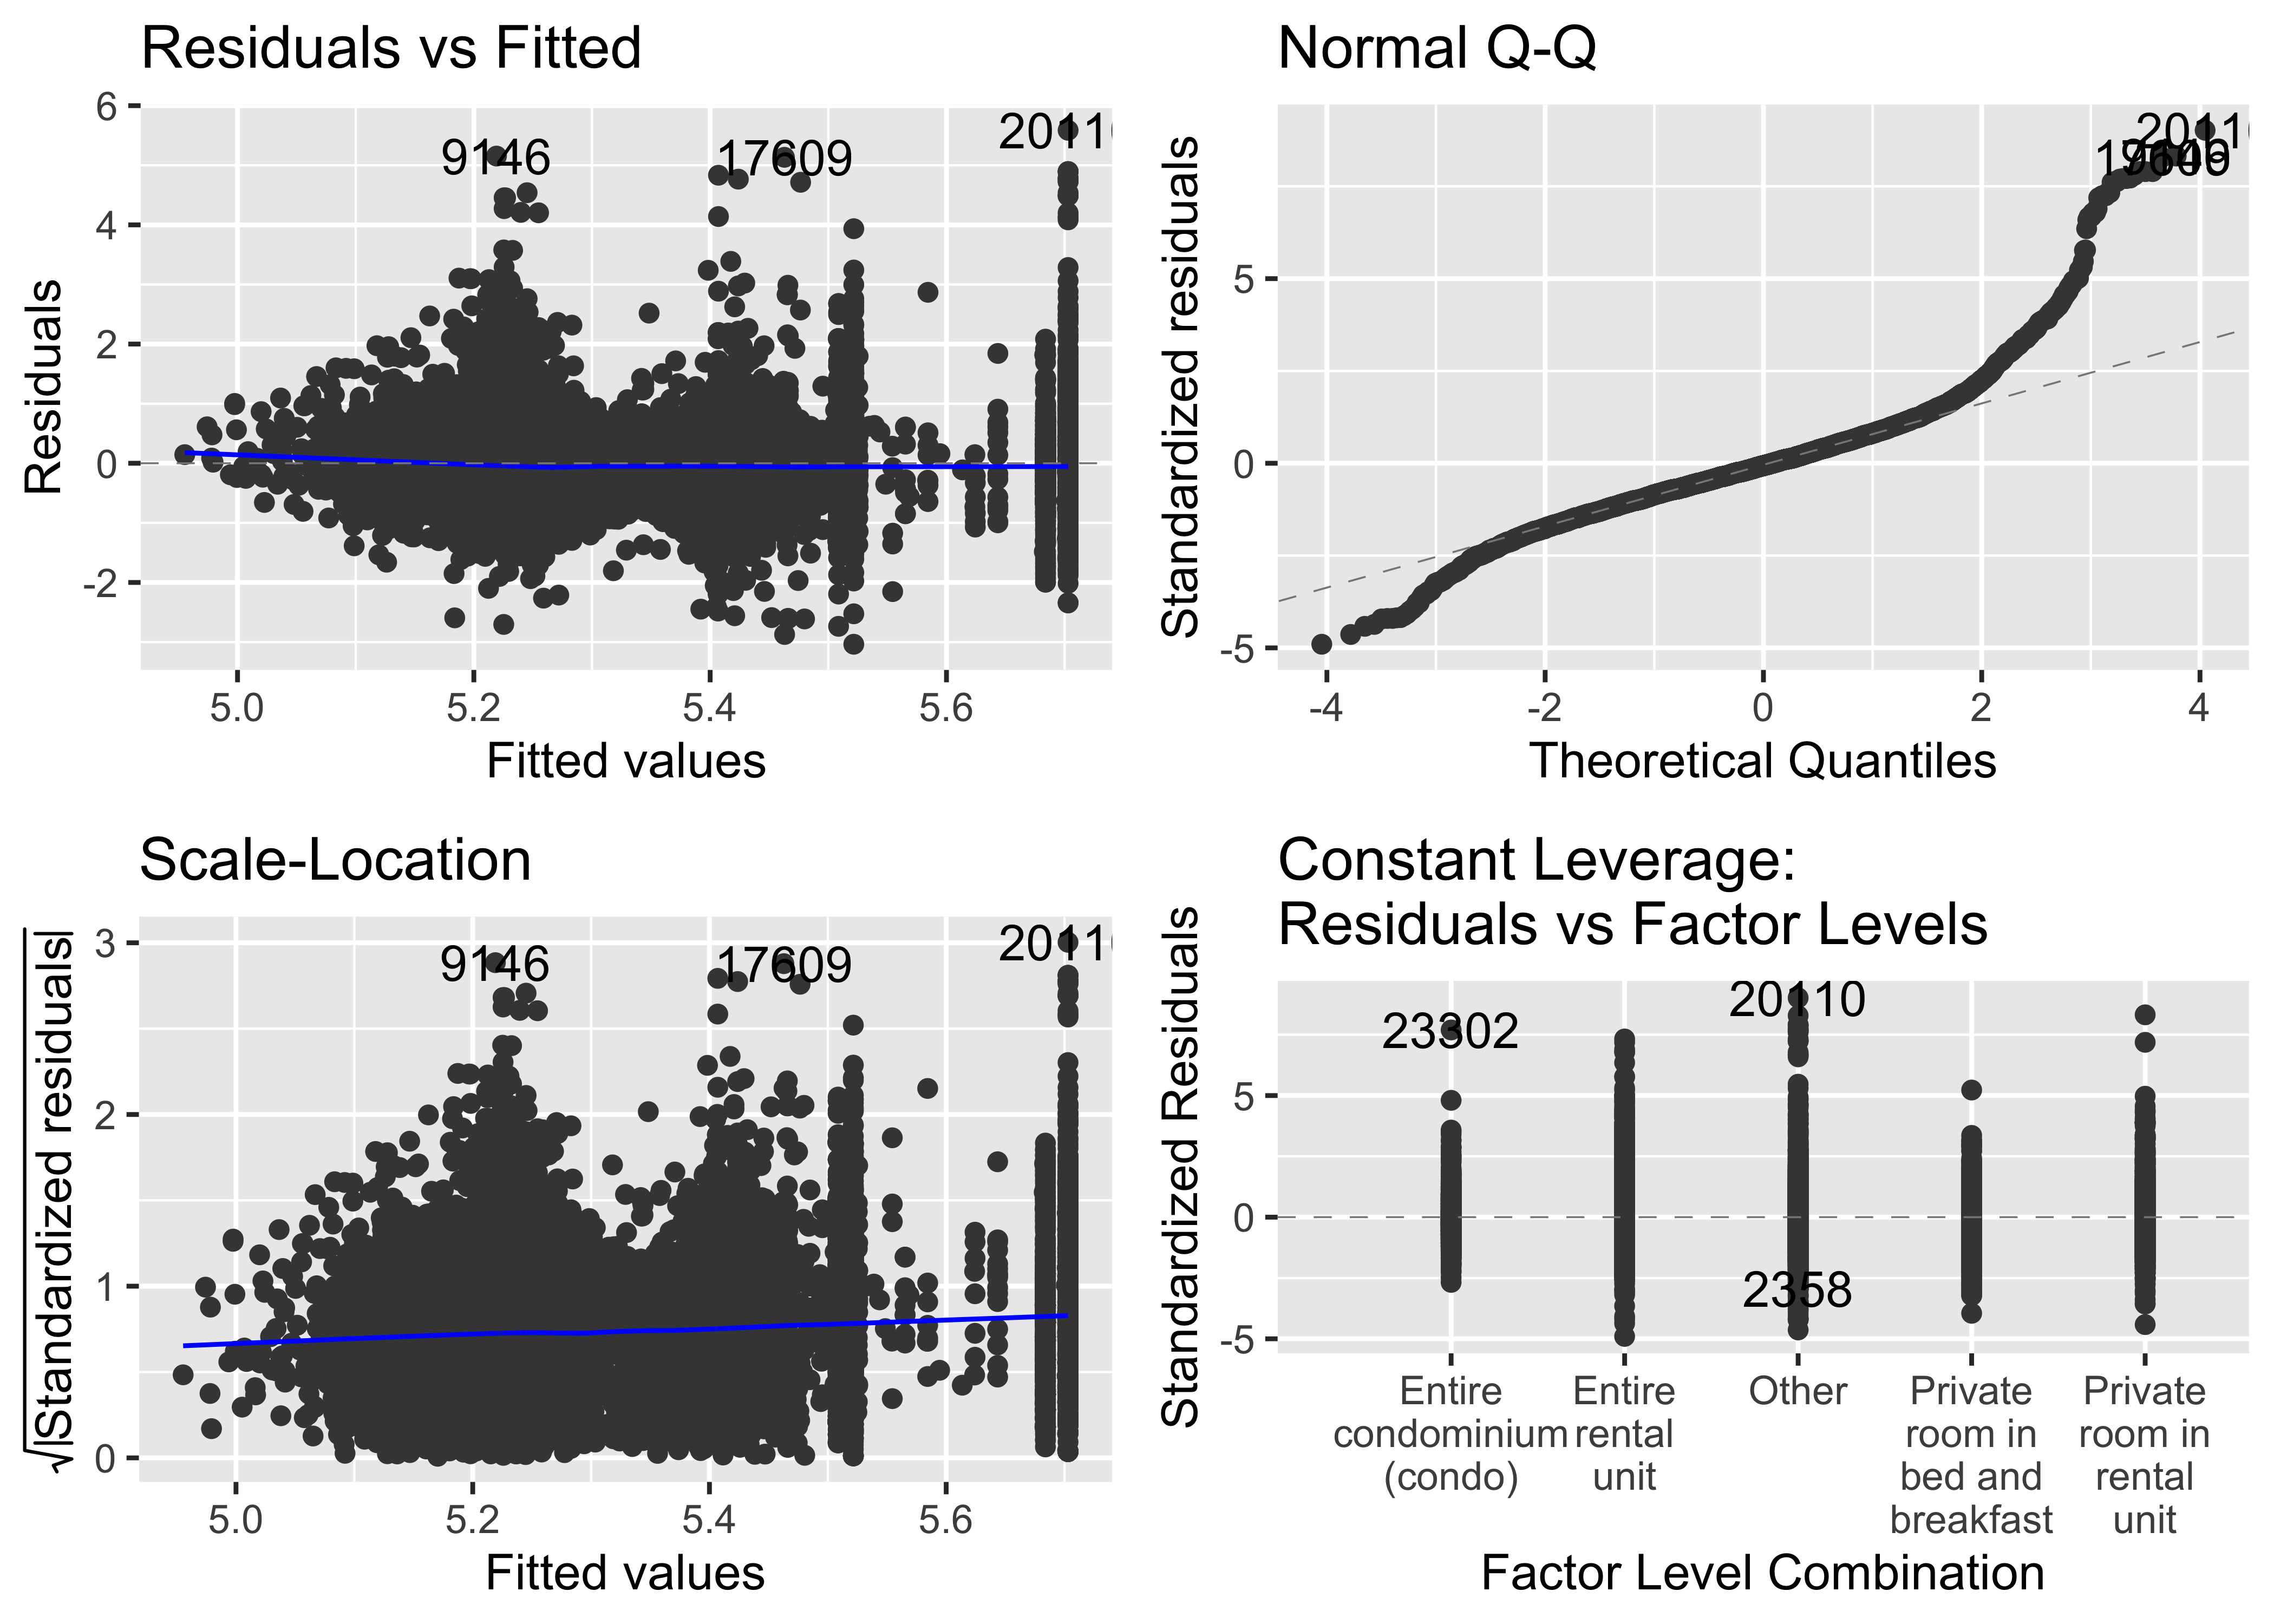 Residuals vs Fitted
Residuals
6
4
2
0
-2
9146
17609
5.0
5.2
5.4
5.6
Fitted values
Normal Q-Q
Standardized residuals
5
0
-5
-4
-2
0
2
4
Theoretical Quantiles
Scale-Location
√|Standardized residuals|
3
2
1
0
9146
17609
5.0
5.2
5.4
5.6
Fitted values
Constant Leverage:
Residuals vs Factor Levels
Standardized Residuals
5
0
-5
23302
20110
2358
Entire
condominium
(condo)
Entire
rental
unit
Other
Private
room in
bed and
breakfast
Private
room in
rental
unit
Factor Level Combination